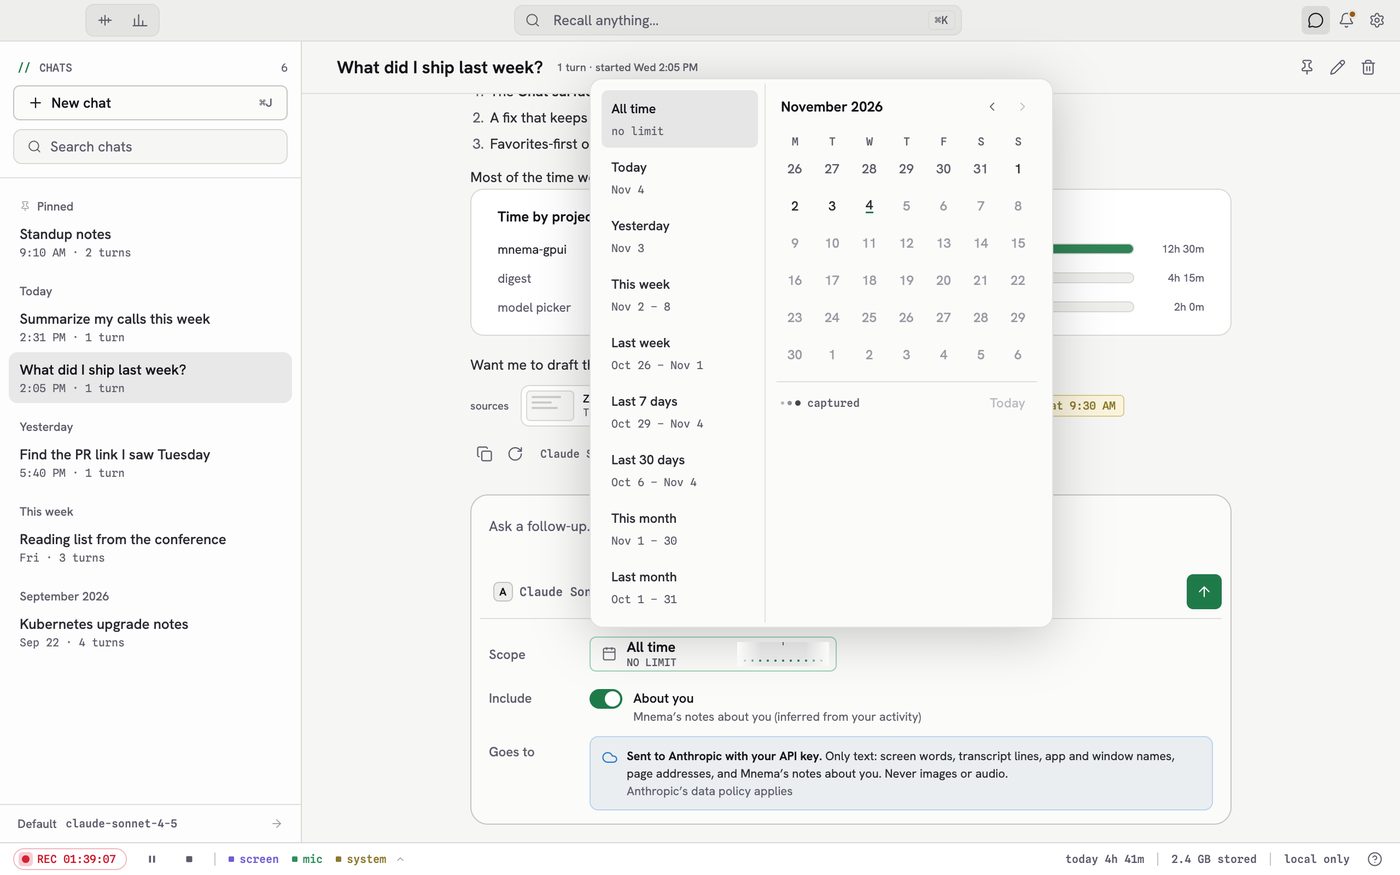 Recall anything...
⌘K
// CHATS
6
New chat
⌘J
Search chats
Pinned
Standup notes
9:10 AM · 2 turns
Today
Summarize my calls this week
2:31 PM · 1 turn
What did I ship last week?
2:05 PM · 1 turn
Yesterday
Find the PR link I saw Tuesday
5:40 PM · 1 turn
This week
Reading list from the conference
Fri · 3 turns
September 2026
Kubernetes upgrade notes
Sep 22 · 4 turns
Default claude-sonnet-4-5
What did I ship last week?
1 turn · started Wed 2:05 PM
2. A fix that keeps
3. Favorites-first
Most of the time
Time by
mnema-gpui
12h 30m
digest
4h 15m
model picker
2h 0m
Want me to draft
sources
at 9:30 AM
Claude
Ask a follow-up.
A Claude
All time
no limit
Today
Nov 4
Yesterday
Nov 3
This week
Nov 2 – 8
Last week
Oct 26 – Nov 1
Last 7 days
Oct 29 – Nov 4
Last 30 days
Oct 6 – Nov 4
This month
Nov 1 – 30
Last month
Oct 1 – 31
November 2026
M T W T F S S
26 27 28 29 30 31 1
2 3 4 5 6 7 8
9 10 11 12 13 14 15
16 17 18 19 20 21 22
23 24 25 26 27 28 29
30 1 2 3 4 5 6
captured
Today
Scope
All time
NO LIMIT
Include
About you
Mnema's notes about you (inferred from your activity)
Goes to
Sent to Anthropic with your API key. Only text: screen words, transcript lines, app and window names,
page addresses, and Mnema's notes about you. Never images or audio.
Anthropic's data policy applies
REC 01:39:07
screen
mic
system
today 4h 41m
2.4 GB stored
local only